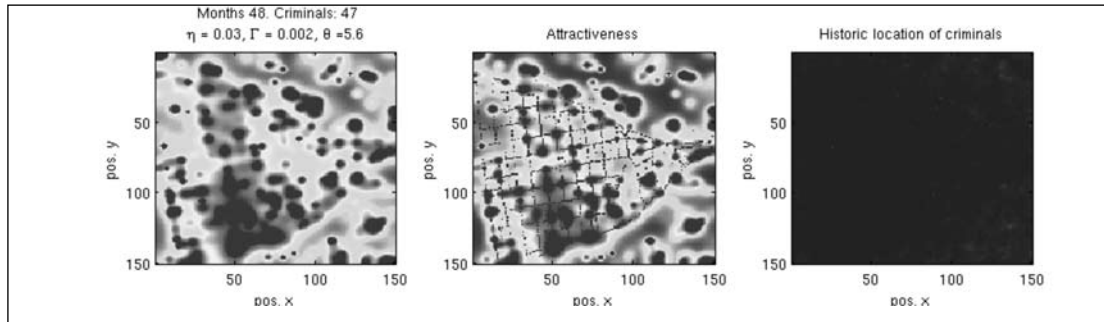 Months 48. Criminals: 47
η = 0.03, Γ = 0.002, θ =5.6
50
100
150
50
100
150
pos. y
pos. x
Attractiveness
50
100
150
50
100
150
pos. y
pos. x
Historic location of criminals
50
100
150
50
100
150
pos. y
pos. x